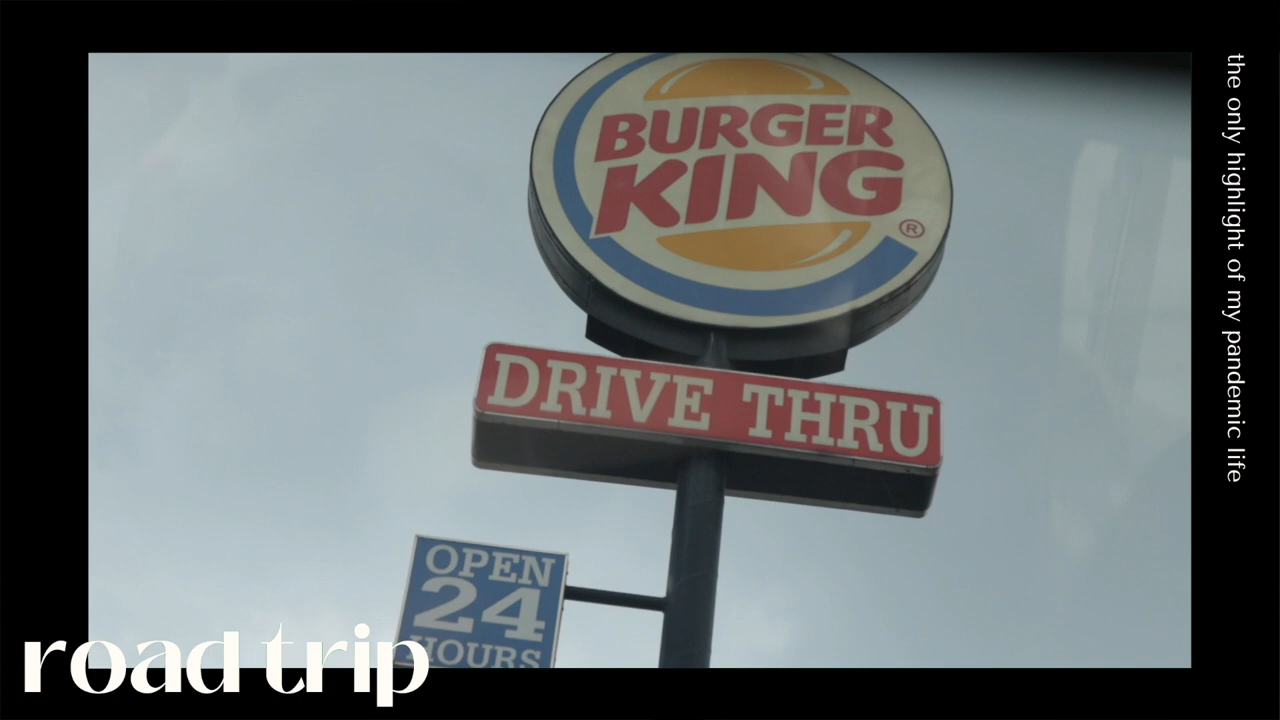 BURGER
KING
®
DRIVE THRU
OPEN
24
HOURS
road trip
the only highlight of my pandemic life